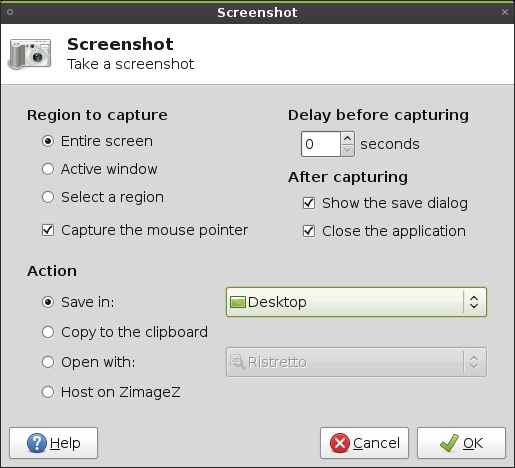 Screenshot
Screenshot
Take a screenshot
Region to capture
Entire screen
Active window
Select a region
Capture the mouse pointer
Delay before capturing
0 seconds
After capturing
Show the save dialog
Close the application
Action
Save in: Desktop
Copy to the clipboard
Open with: Ristretto
Host on ZimageZ
Help Cancel OK